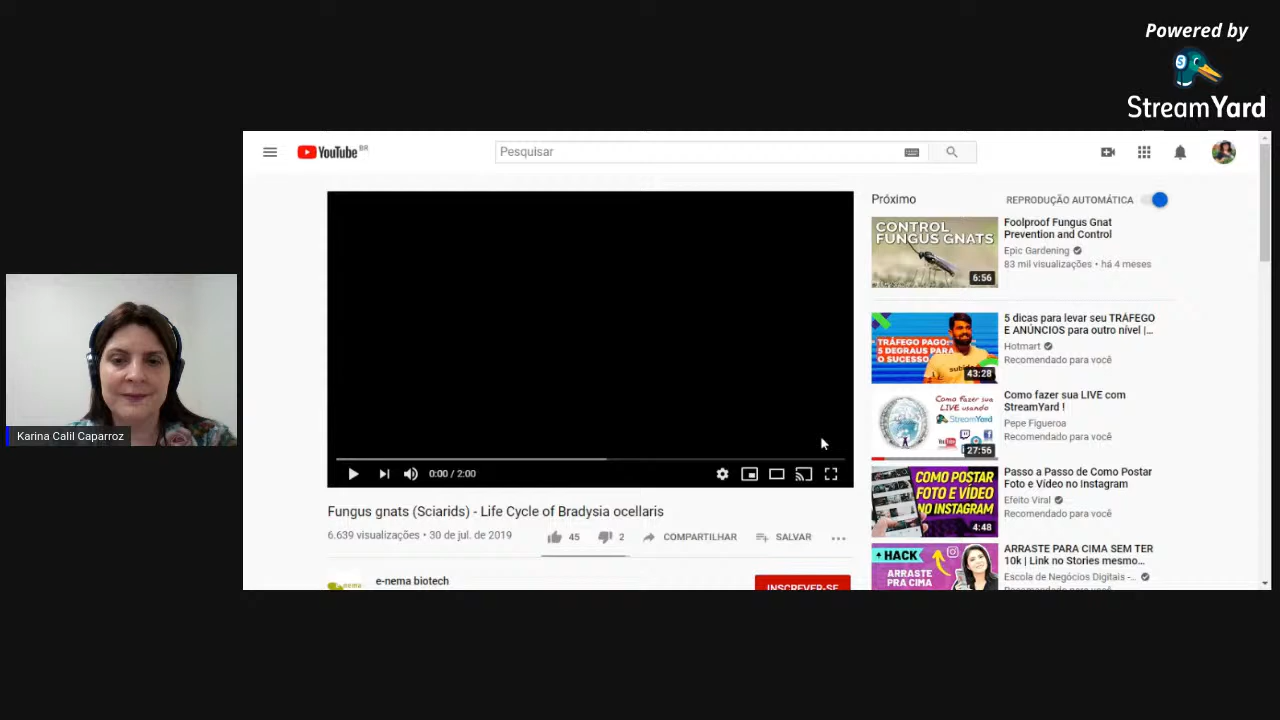 Powered by
StreamYard
YouTube BR
Pesquisar
Próximo
REPRODUÇÃO AUTOMÁTICA
CONTROL
FUNGUS GNATS
6:56
Foolproof Fungus Gnat
Prevention and Control
Epic Gardening
83 mil visualizações • há 4 meses
TRÁFEGO PAGO:
5 DEGRAUS PARA
O SUCESSO
43:28
5 dicas para levar seu TRÁFEGO
E ANÚNCIOS para outro nível |...
Hotmart
Recomendado para você
Como fazer sua
LIVE usando
StreamYard
27:56
Como fazer sua LIVE com
StreamYard !
Pepe Figueroa
Recomendado para você
COMO POSTAR
FOTO E VÍDEO
NO INSTAGRAM
4:48
Passo a Passo de Como Postar
Foto e Vídeo no Instagram
Efeito Viral
Recomendado para você
HACK
ARRASTE
PRA CIMA
ARRASTE PARA CIMA SEM TER
10k | Link no Stories mesmo...
Escola de Negócios Digitais -...
Recomendado para você
0:00 / 2:00
Fungus gnats (Sciarids) - Life Cycle of Bradysia ocellaris
6.639 visualizações • 30 de jul. de 2019
45
2
COMPARTILHAR
SALVAR
e-nema
e-nema biotech
INSCREVER-SE
Karina Calil Caparroz